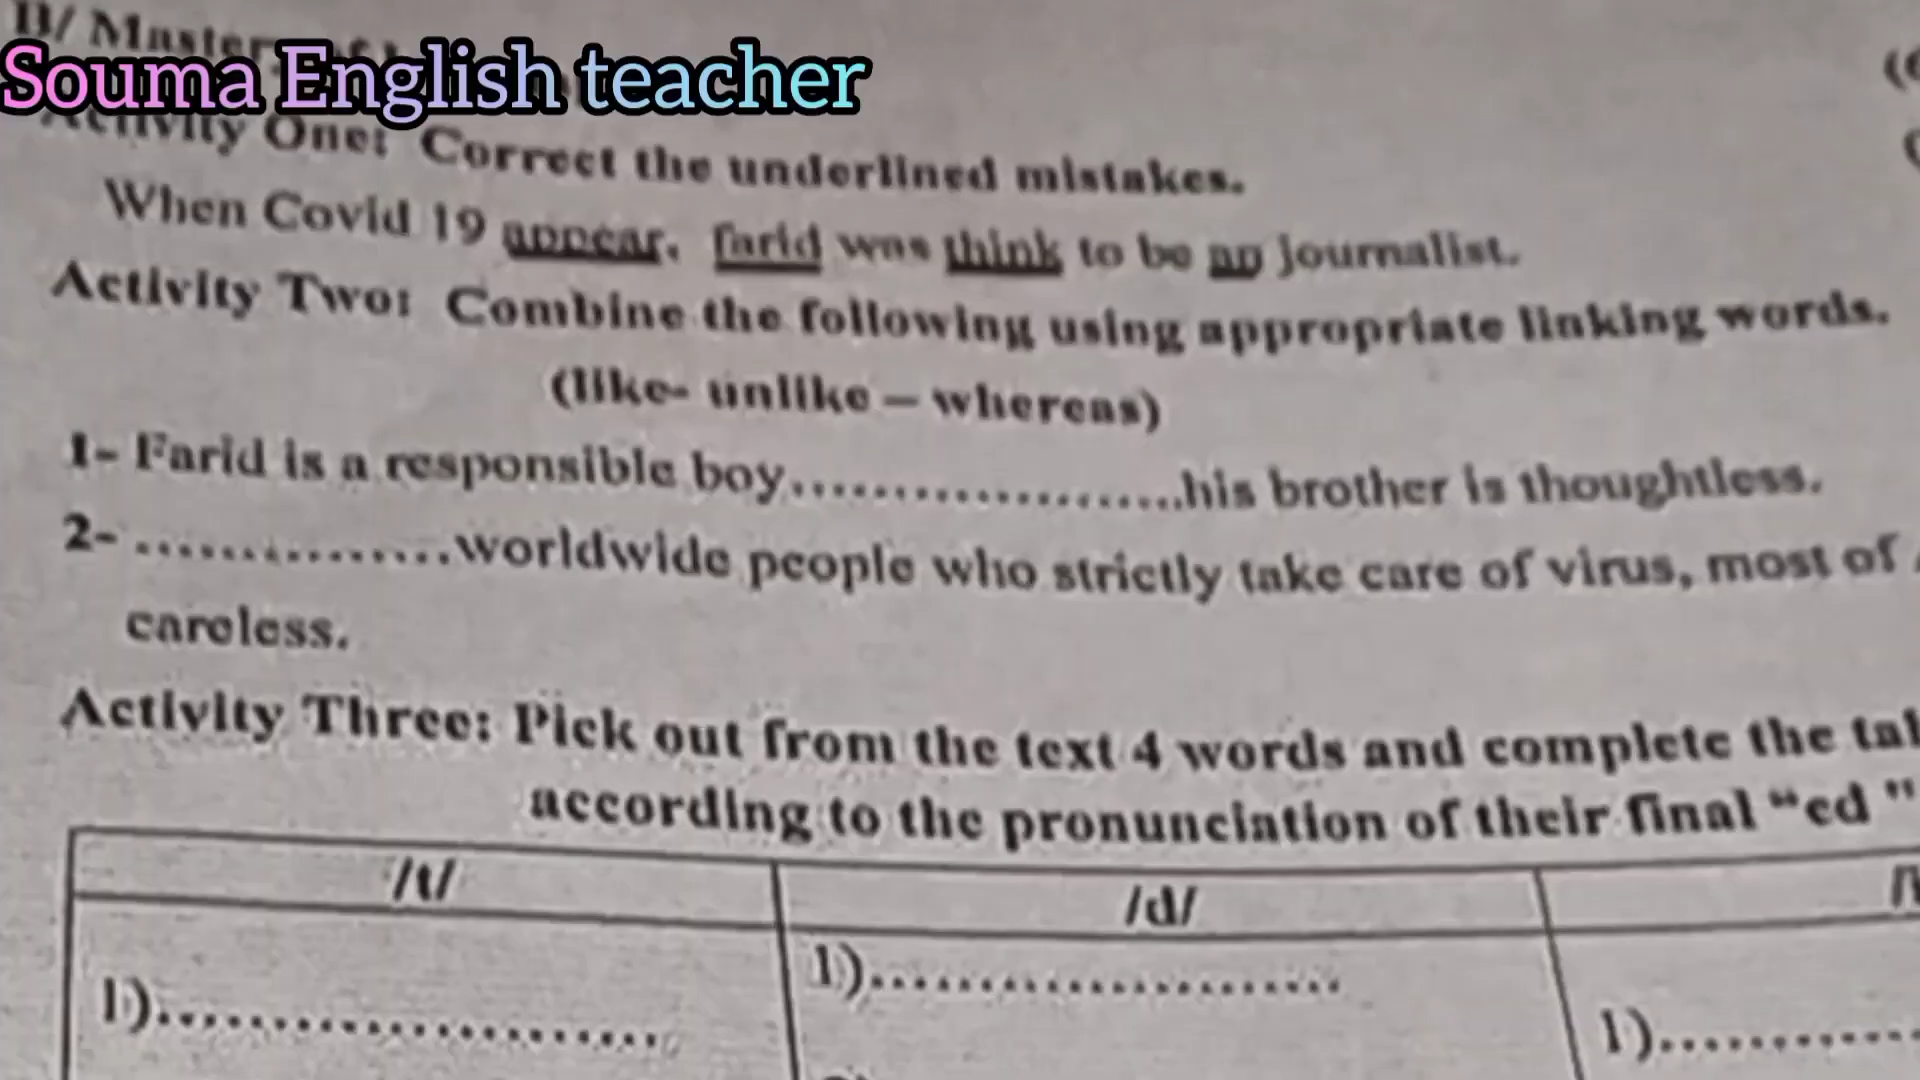 B/ Mastery of
Souma English teacher
Activity One: Correct the underlined mistakes.
When Covid 19 appear, farid was think to be an journalist.
Activity Two: Combine the following using appropriate linking words.
(like- unlike – whereas)
1- Farid is a responsible boy....................his brother is thoughtless.
2- ................worldwide people who strictly take care of virus, most of
careless.
Activity Three: Pick out from the text 4 words and complete the
according to the pronunciation of their final “ed ”
/t/ /d/
1)........................ 1)........................ 1)..............